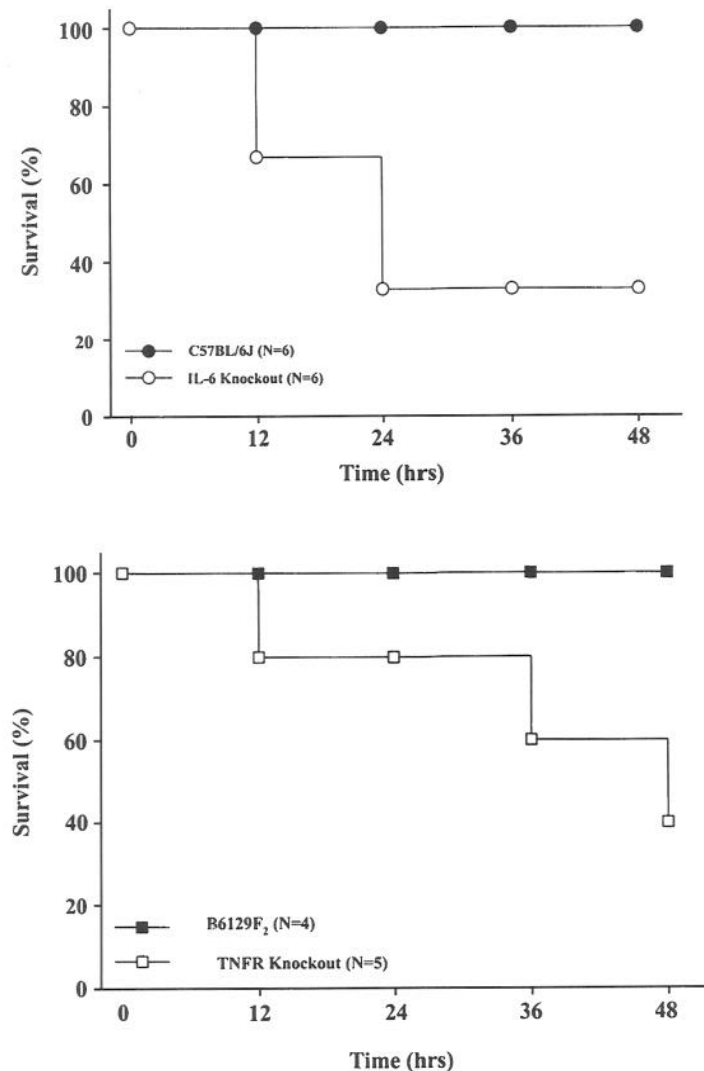 100
80
60
40
20
0
Survival (%)
C57BL/6J (N=6)
IL-6 Knockout (N=6)
0 12 24 36 48
Time (hrs)
100
80
60
40
20
0
Survival (%)
B6129F₂ (N=4)
TNFR Knockout (N=5)
0 12 24 36 48
Time (hrs)